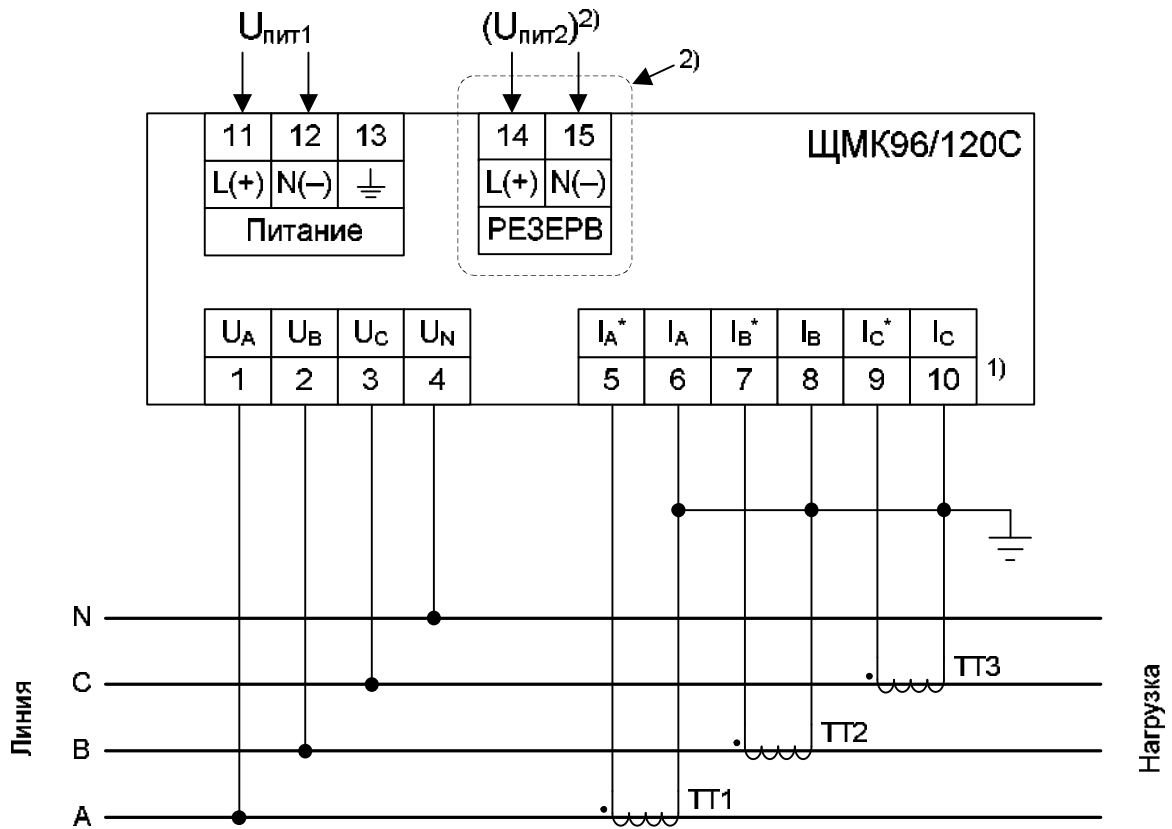 Uпит1 (Uпит2)2)
2)
11 12 13 14 15 ЩМК96/120С
L(+) N(–) L(+) N(–)
Питание РЕЗЕРВ
UA UB UC UN IA* IA IB* IB IC* IC
1 2 3 4 5 6 7 8 9 10 1)
N
C ТТ3
B ТТ2
A ТТ1
Линия
Нагрузка